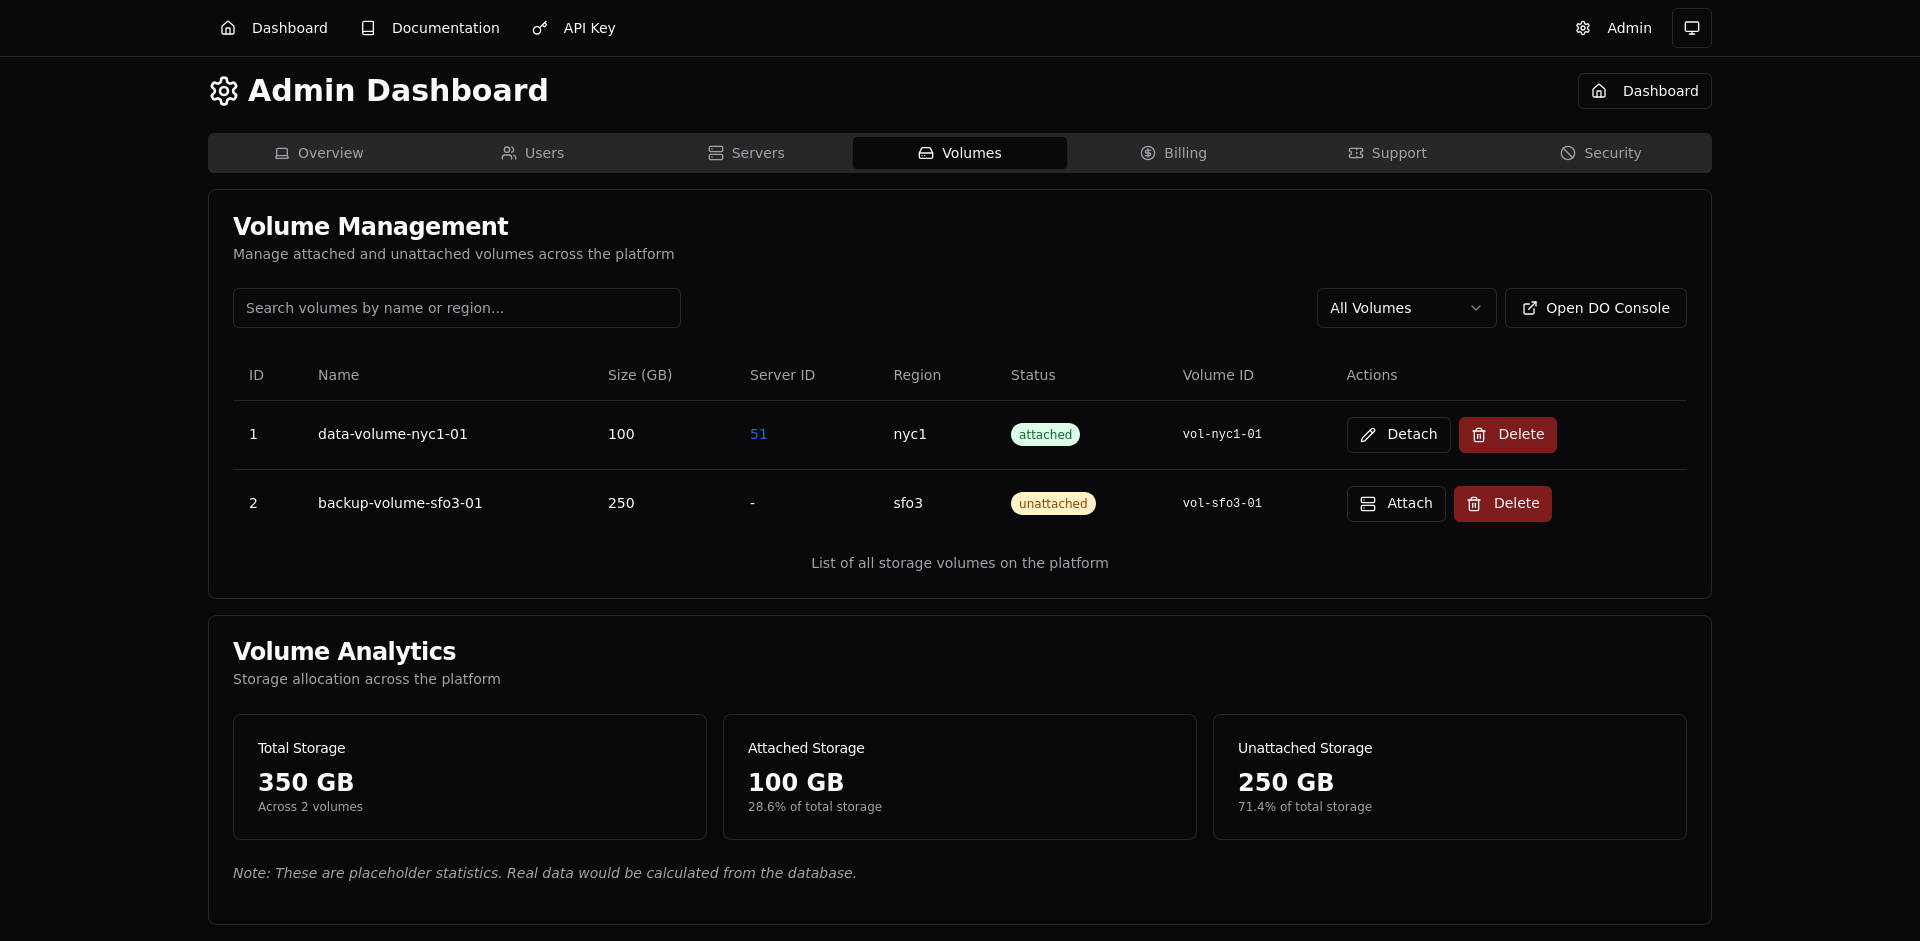 Dashboard Documentation API Key Admin
Admin Dashboard Dashboard
Overview Users Servers Volumes Billing Support Security
Volume Management
Manage attached and unattached volumes across the platform
Search volumes by name or region... All Volumes Open DO Console
ID Name Size (GB) Server ID Region Status Volume ID Actions
1 data-volume-nyc1-01 100 51 nyc1 attached vol-nyc1-01 Detach Delete
2 backup-volume-sfo3-01 250 - sfo3 unattached vol-sfo3-01 Attach Delete
List of all storage volumes on the platform
Volume Analytics
Storage allocation across the platform
Total Storage
350 GB
Across 2 volumes
Attached Storage
100 GB
28.6% of total storage
Unattached Storage
250 GB
71.4% of total storage
Note: These are placeholder statistics. Real data would be calculated from the database.